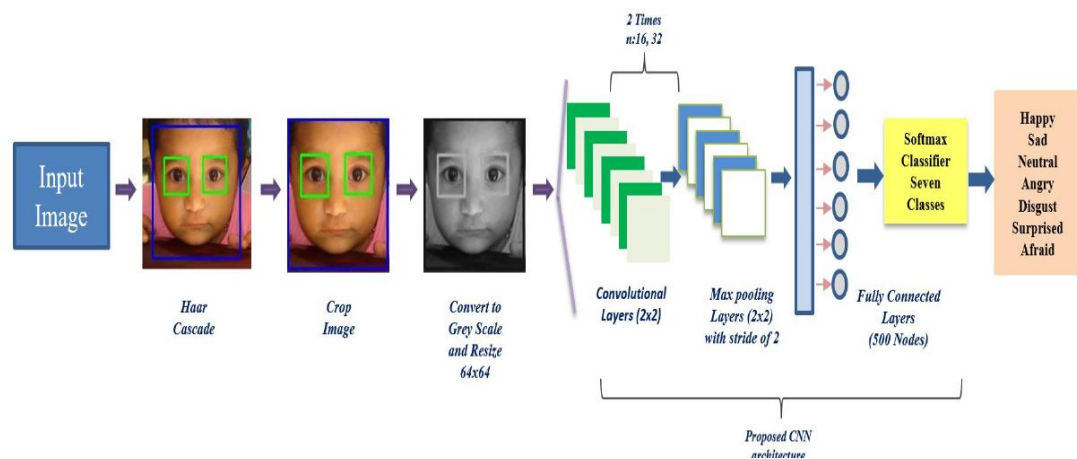 2 Times
n:16, 32
Input
Image
Haar
Cascade
Crop
Image
Convert to
Grey Scale
and Resize
64x64
Convolutional
Layers (2x2)
Max pooling
Layers (2x2)
with stride of 2
Fully Connected
Layers
(500 Nodes)
Softmax
Classifier
Seven
Classes
Happy
Sad
Neutral
Angry
Disgust
Surprised
Afraid
Proposed CNN
architecture